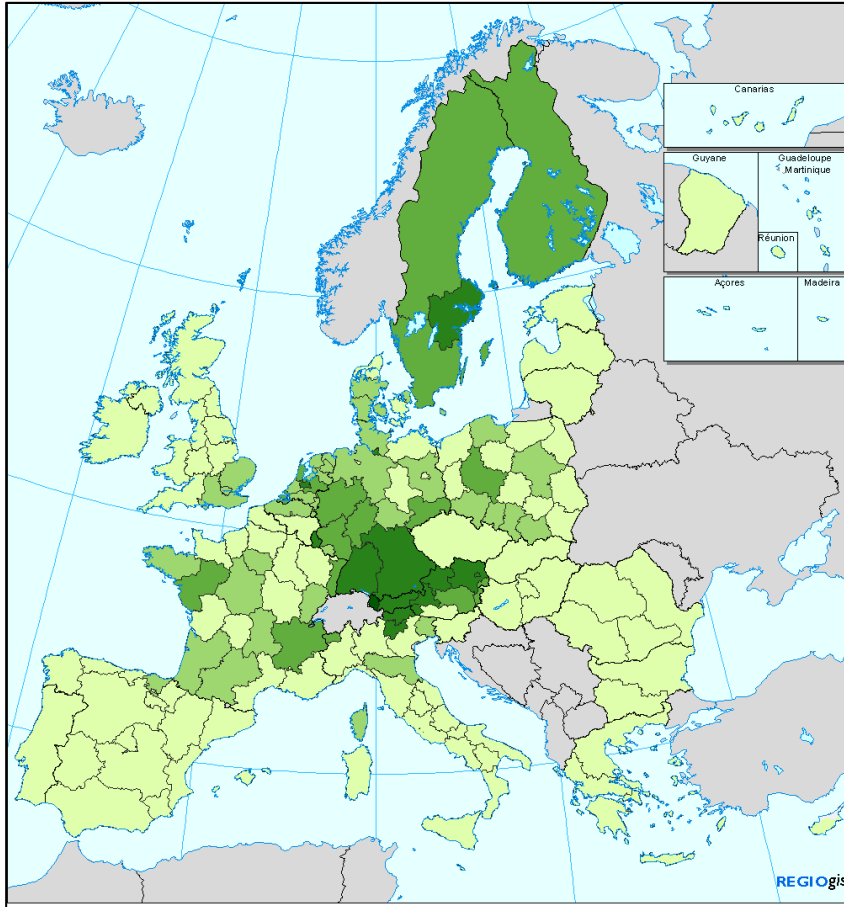 Canarias
Guyane
Guadeloupe
Martinique
Réunion
Açores
Madeira
REGIOgis